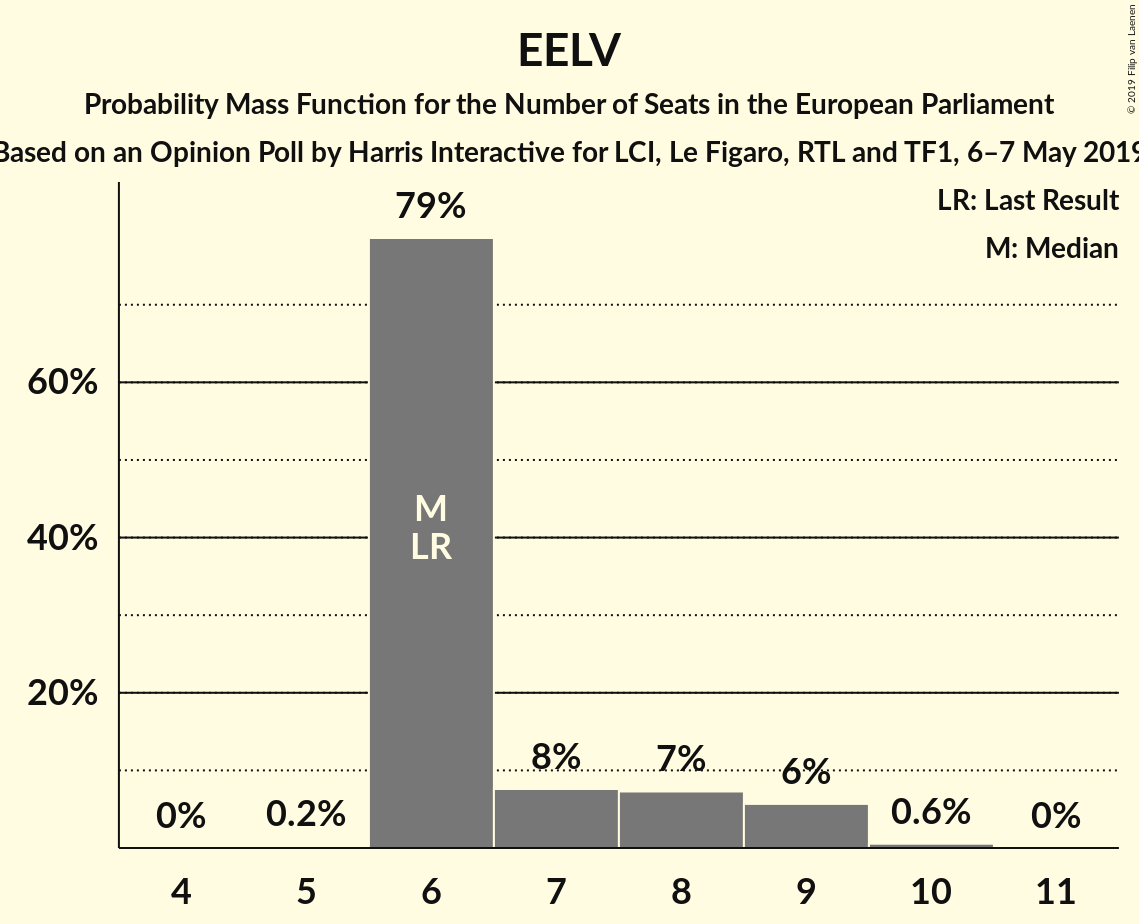 EELV
Probability Mass Function for the Number of Seats in the European Parliament
Based on an Opinion Poll by Harris Interactive for LCI, Le Figaro, RTL and TF1, 6–7 May 2019
© 2019 Filip van Laenen
LR: Last Result
M: Median
79%
60%
40%
20%
M
LR
0%
0.2%
8%
7%
6%
0.6%
0%
4 5 6 7 8 9 10 11